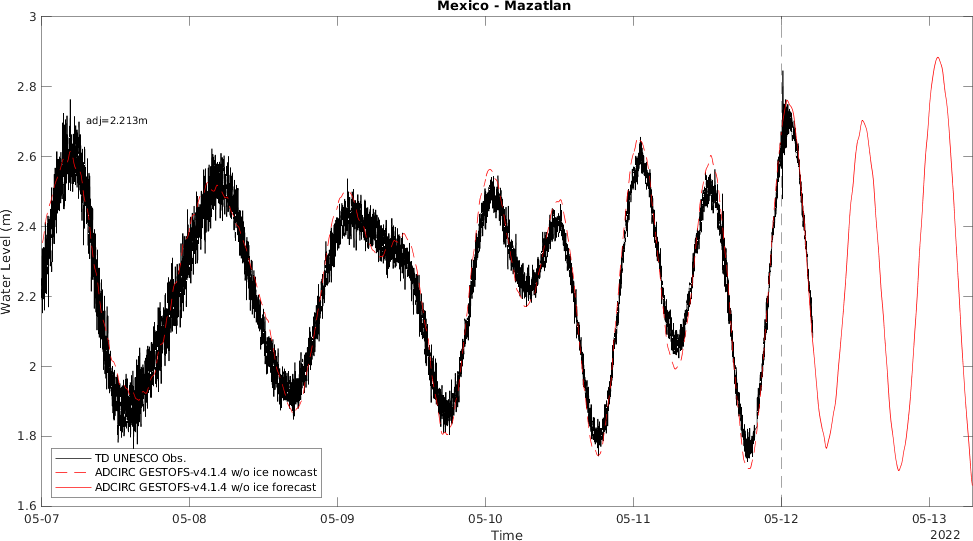 Mexico - Mazatlan
3
2.8
2.6
2.4
2.2
2
1.8
1.6
Water Level (m)
adj=2.213m
TD UNESCO Obs.
ADCIRC GESTOFS-v4.1.4 w/o ice nowcast
ADCIRC GESTOFS-v4.1.4 w/o ice forecast
05-07 05-08 05-09 05-10 05-11 05-12 05-13
Time
2022